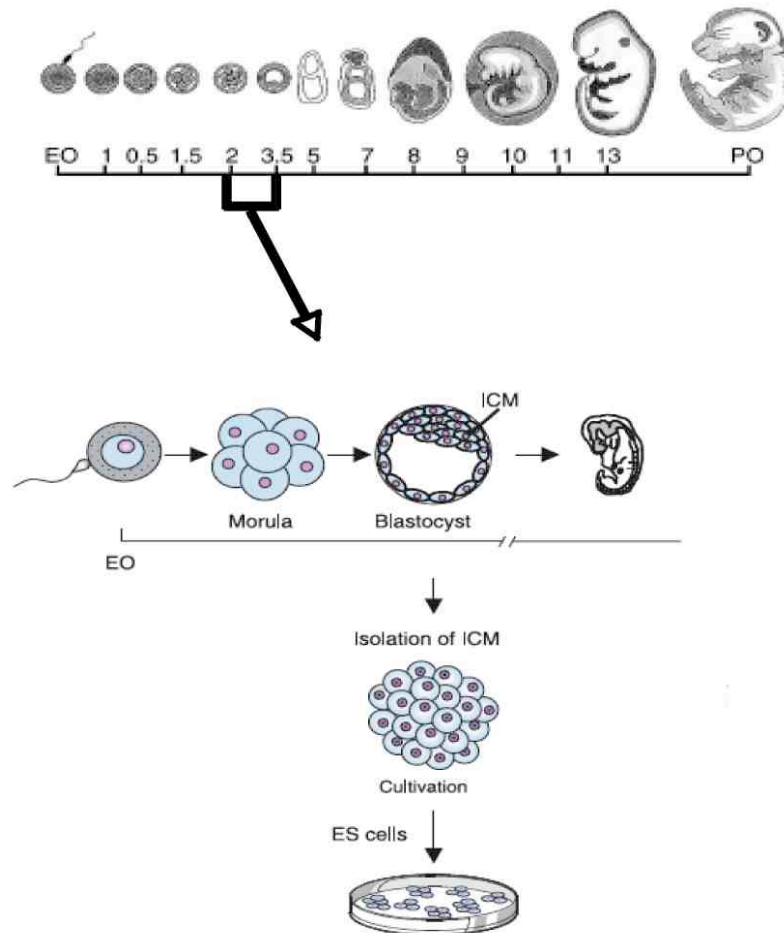 EO 1 0.5 1.5 2 3.5 5 7 8 9 10 11 13 PO
ICM
Morula Blastocyst
EO
Isolation of ICM
Cultivation
ES cells